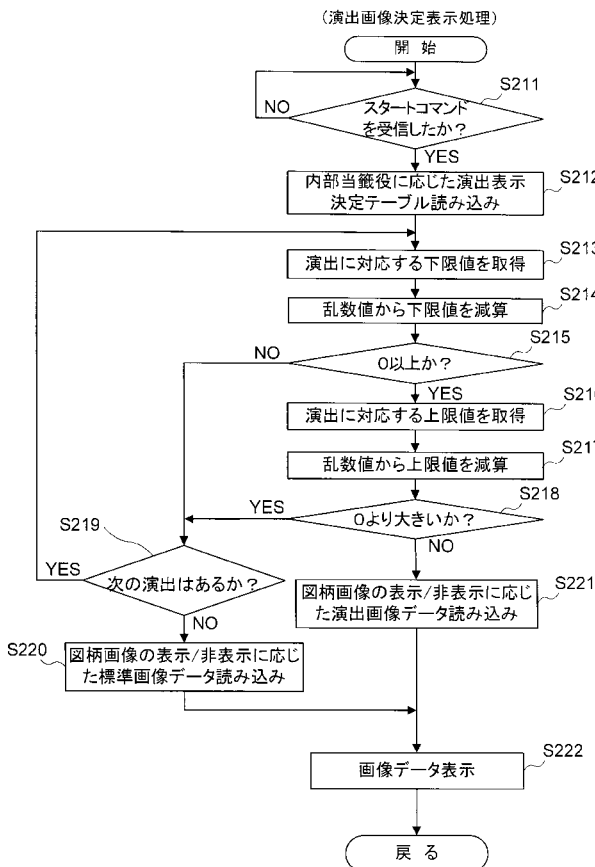 (演出画像決定表示処理)
開 始
S211
スタートコマンド
を受信したか?
NO
YES
S212
内部当籤役に応じた演出表示
決定テーブル読み込み
S213
演出に対応する下限値を取得
S214
乱数値から下限値を減算
S215
0以上か?
NO
YES
S216
演出に対応する上限値を取得
S217
乱数値から上限値を減算
S218
0より大きいか?
YES
NO
S219
次の演出はあるか?
YES
NO
S221
図柄画像の表示/非表示に応じ
た演出画像データ読み込み
S220
図柄画像の表示/非表示に応じ
た標準画像データ読み込み
S222
画像データ表示
戻 る